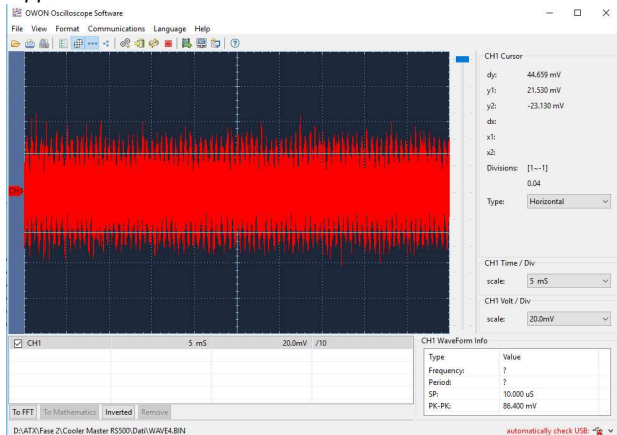 OWON Oscilloscope Software
File View Format Communications Language Help
CH1 Cursor
dy: 44.659 mV
y1: 21.530 mV
y2: -23.130 mV
dx:
x1:
x2:
Divisions: [1~-1]
0.04
Type: Horizontal
CH1
CH1 Time / Div
scale: 5 mS
CH1 Volt / Div
scale: 20.0mV
CH1 5 mS 20.0mV /10
CH1 WaveForm Info
Type Value
Frequency: ?
Period: ?
SP: 10.000 uS
PK-PK: 86.400 mV
To FFT To Mathematics Inverted Remove
D:\ATX\Fase 2\Cooler Master RS500\Dati\WAVE4.BIN automatically check USB: